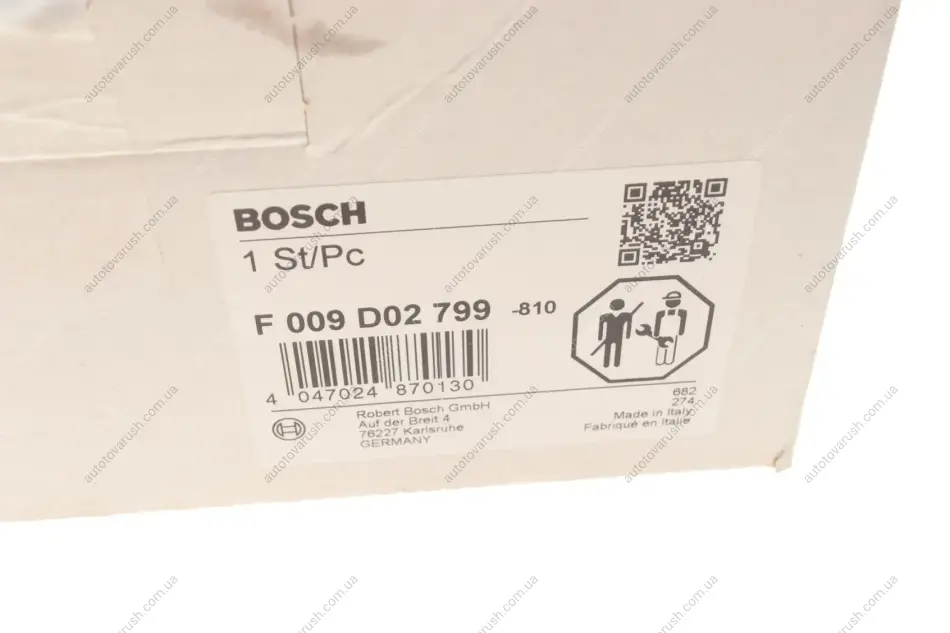 BOSCH
1 St/Pc
F 009 D02 799 -810
4 047024 870130
Robert Bosch GmbH
Auf der Breit 4
76227 Karlsruhe
GERMANY
682
274
Made in Italy
Fabriqué en Italie
autotovarush.com.ua